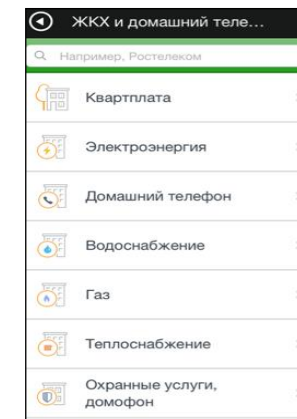 ЖКХ и домашний теле...
Например, Ростелеком
Квартплата
Электроэнергия
Домашний телефон
Водоснабжение
Газ
Теплоснабжение
Охранные услуги,
домофон